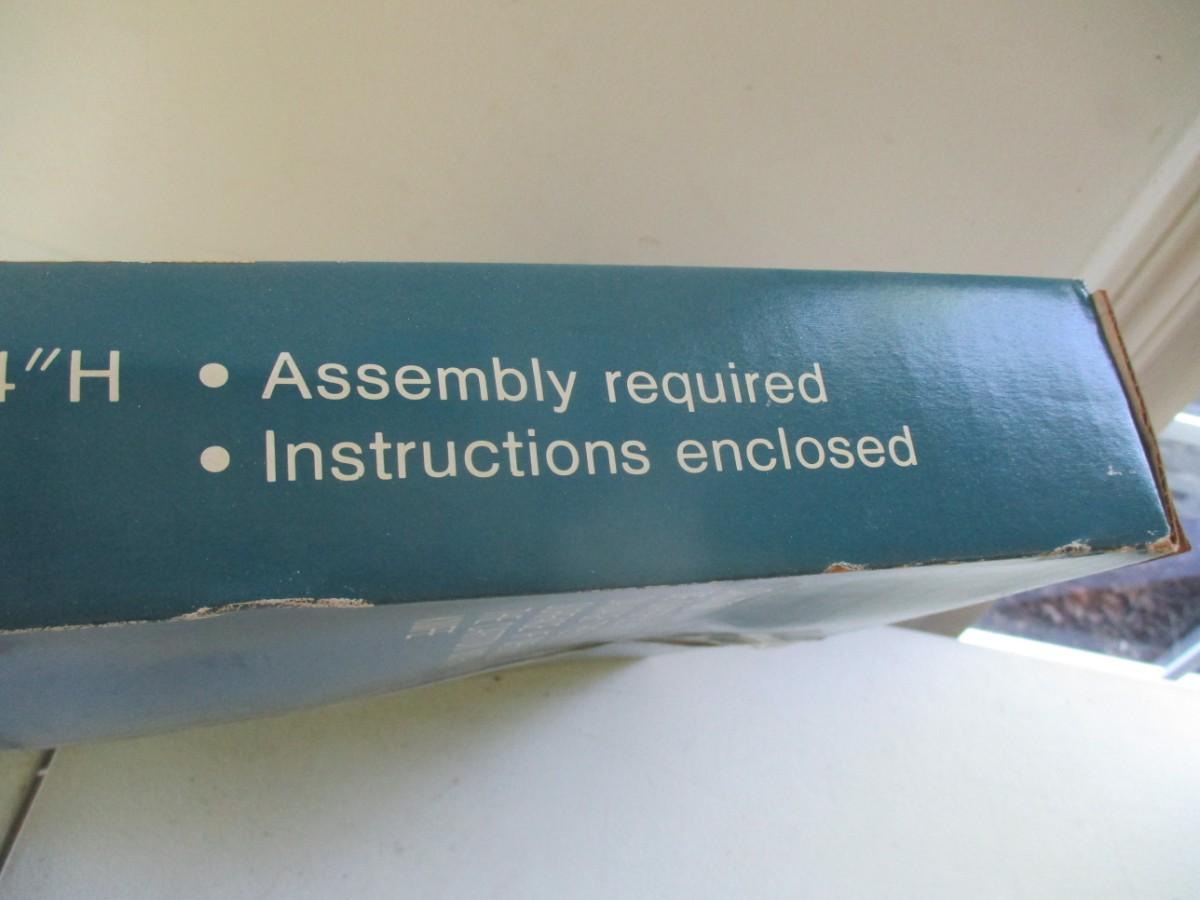 4"H • Assembly required
• Instructions enclosed